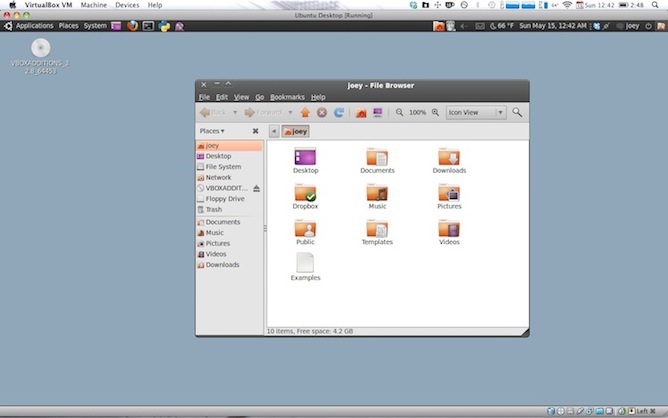 VirtualBox VM Machine Devices Help
Sun 12:42 2:48
Ubuntu Desktop [Running]
Applications Places System
66 °F Sun May 15, 12:42 AM joey
joey - File Browser
File Edit View Go Bookmarks Help
Back Forward 100% Icon View
Places joey
joey
Desktop
File System
Network
VBOXADDIT...
Floppy Drive
Trash
Documents
Music
Pictures
Videos
Downloads
Desktop Documents Downloads
Dropbox Music Pictures
Public Templates Videos
Examples
10 items, Free space: 4.2 GB
Left ⌘